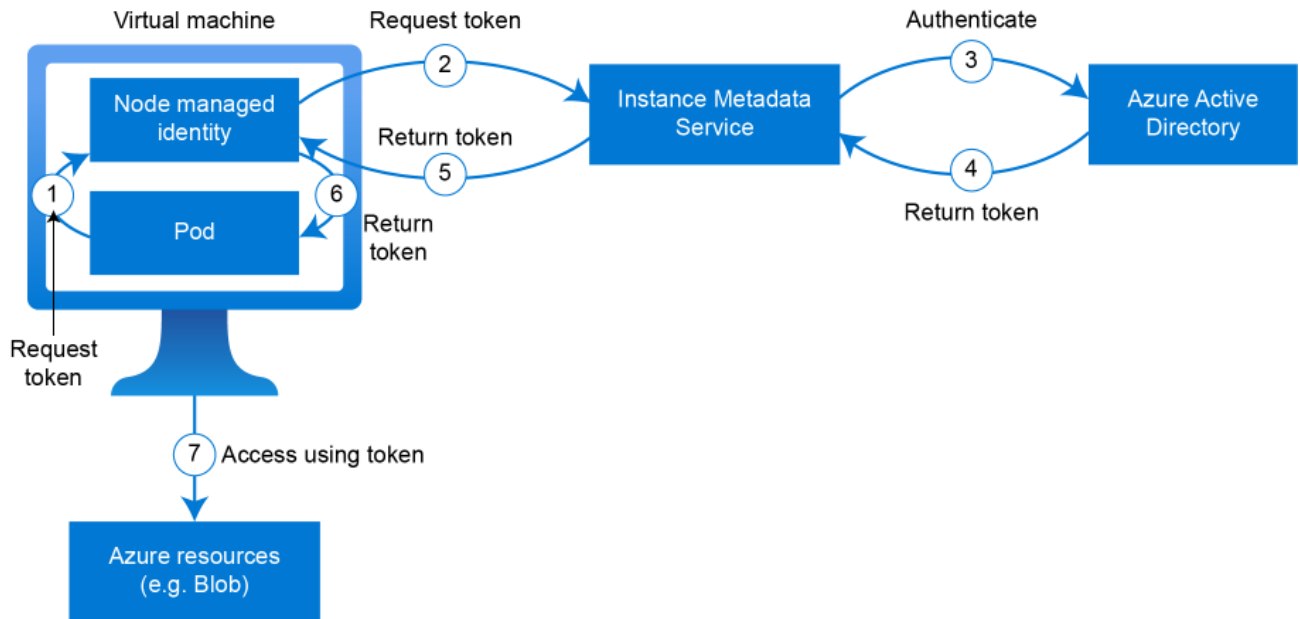 Virtual machine
Request token
Authenticate
2
3
Node managed
identity
Instance Metadata
Service
Azure Active
Directory
Return token
5
4
Return token
1
6
Pod
Return
token
Request
token
7
Access using token
Azure resources
(e.g. Blob)